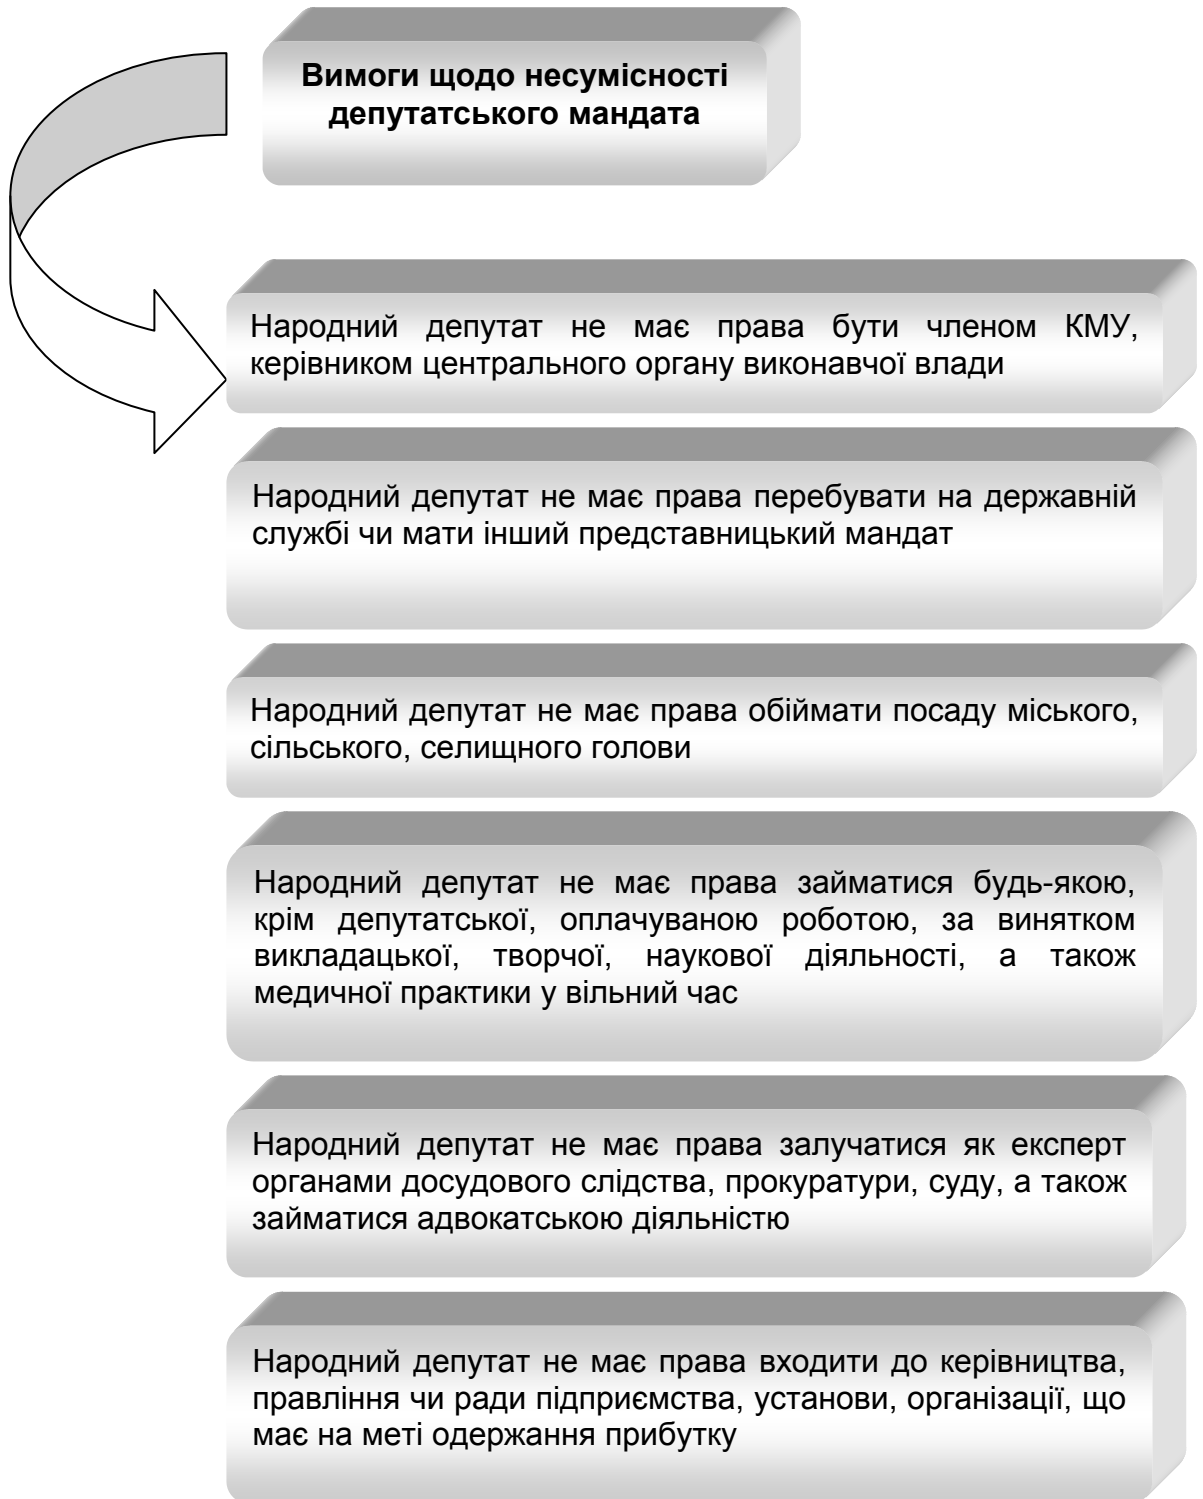 Вимоги щодо несумісності
депутатського мандата
Народний депутат не має права бути членом КМУ,
керівником центрального органу виконавчої влади
Народний депутат не має права перебувати на державній
службі чи мати інший представницький мандат
Народний депутат не має права обіймати посаду міського,
сільського, селищного голови
Народний депутат не має права займатися будь-якою,
крім депутатської, оплачуваною роботою, за винятком
викладацької, творчої, наукової діяльності, а також
медичної практики у вільний час
Народний депутат не має права залучатися як експерт
органами досудового слідства, прокуратури, суду, а також
займатися адвокатською діяльністю
Народний депутат не має права входити до керівництва,
правління чи ради підприємства, установи, організації, що
має на меті одержання прибутку